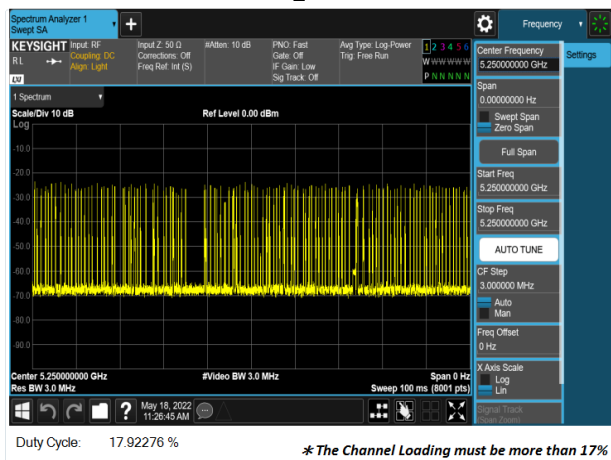 Spectrum Analyzer 1
Swept SA
Frequency
KEYSIGHT
RL
LXI
Input: RF
Coupling: DC
Align: Light
Input Z: 50 Ω
Corrections: Off
Freq Ref: Int (S)
#Atten: 10 dB
PNO: Fast
Gate: Off
IF Gain: Low
Sig Track: Off
Avg Type: Log-Power
Trig: Free Run
1 2 3 4 5 6
W W W W W W
P N N N N N
Center Frequency
5.250000000 GHz
Settings
Span
0.00000000 Hz
Swept Span
Zero Span
Full Span
Start Freq
5.250000000 GHz
Stop Freq
5.250000000 GHz
AUTO TUNE
CF Step
3.000000 MHz
Auto
Man
Freq Offset
0 Hz
X Axis Scale
Log
Lin
Signal Track
(Span Zoom)
1 Spectrum
Scale/Div 10 dB
Ref Level 0.00 dBm
Log
-10.0
-20.0
-30.0
-40.0
-50.0
-60.0
-70.0
-80.0
-90.0
Center 5.250000000 GHz
#Video BW 3.0 MHz
Span 0 Hz
Res BW 3.0 MHz
Sweep 100 ms (8001 pts)
?
May 18, 2022
11:26:45 AM
Duty Cycle: 17.92276 %
* The Channel Loading must be more than 17%